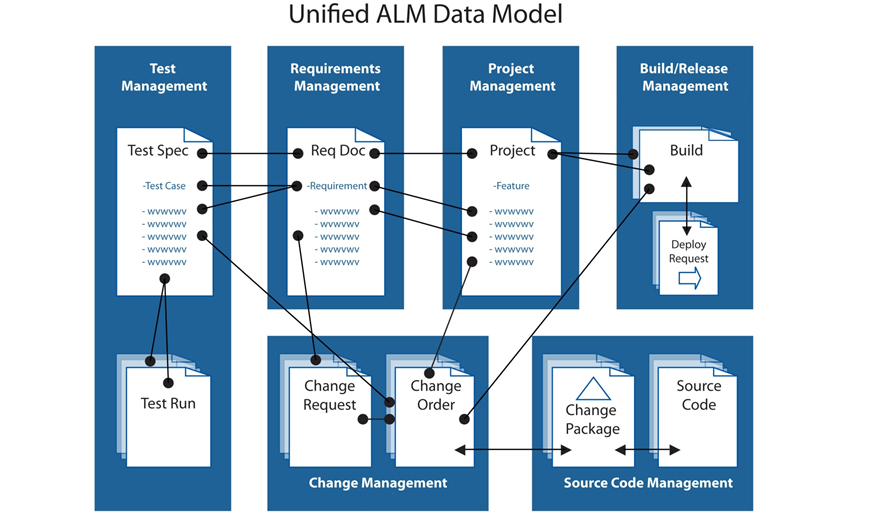 Unified ALM Data Model
Test
Management
Requirements
Management
Project
Management
Build/Release
Management
Test Spec
-Test Case
- wvwvwv
- wvwvwv
- wvwvwv
- wvwvwv
- wvwvwv
Req Doc
-Requirement
- wvwvwv
- wvwvwv
- wvwvwv
- wvwvwv
- wvwvwv
Project
-Feature
- wvwvwv
- wvwvwv
- wvwvwv
- wvwvwv
- wvwvwv
Build
Deploy
Request
Test Run
Change
Request
Change
Order
Change Management
Change
Package
Source
Code
Source Code Management